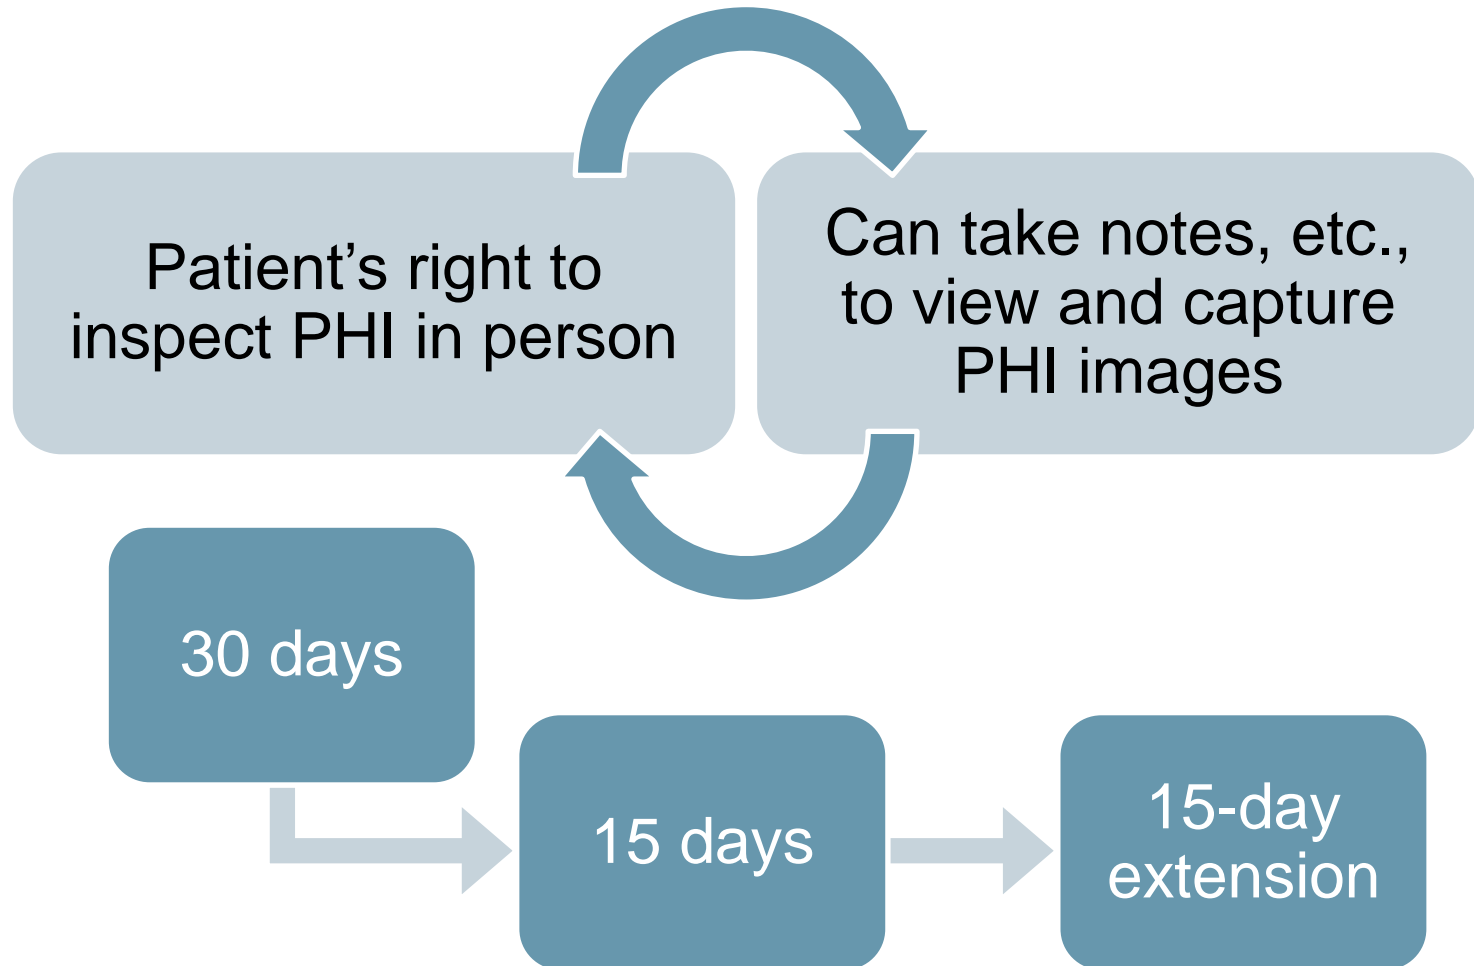 Patient’s right to
inspect PHI in person
Can take notes, etc.,
to view and capture
PHI images
30 days
15 days
15-day
extension